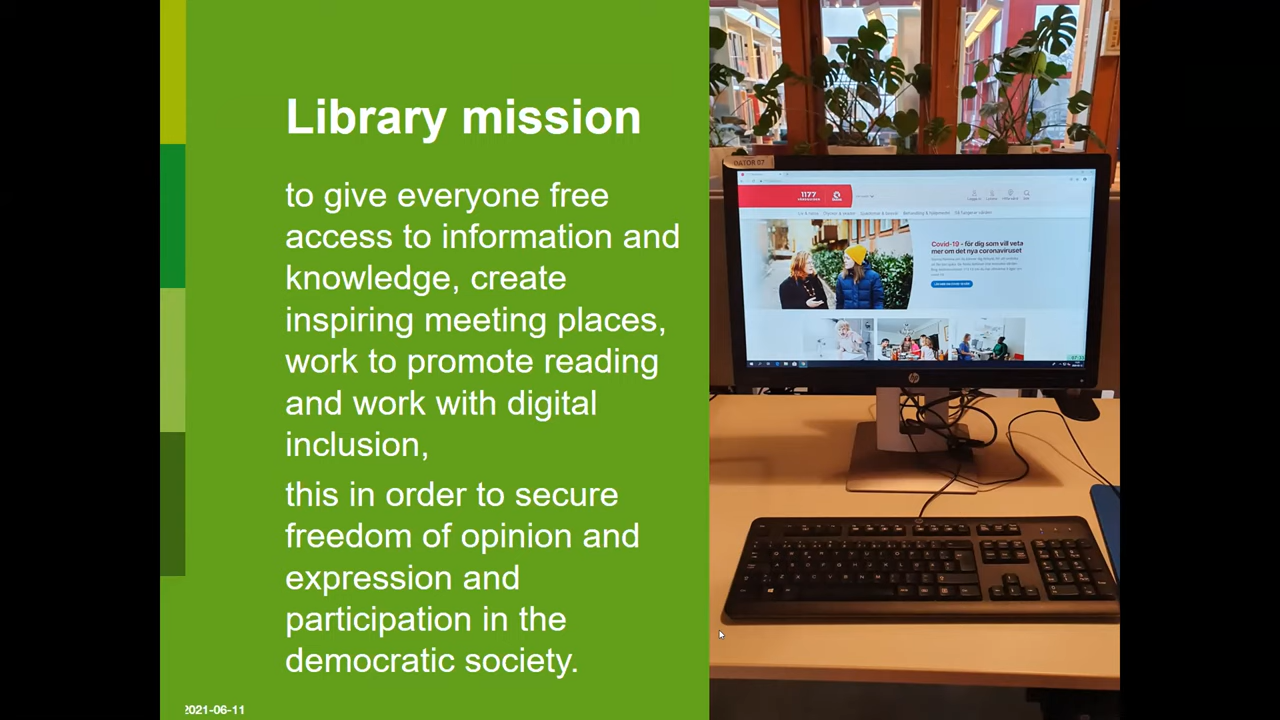 Library mission
to give everyone free
access to information and
knowledge, create
inspiring meeting places,
work to promote reading
and work with digital
inclusion,
this in order to secure
freedom of opinion and
expression and
participation in the
democratic society.
2021-06-11
DATOR 07
1177
Covid-19 - för dig som vill veta
mer om det nya coronaviruset
hp